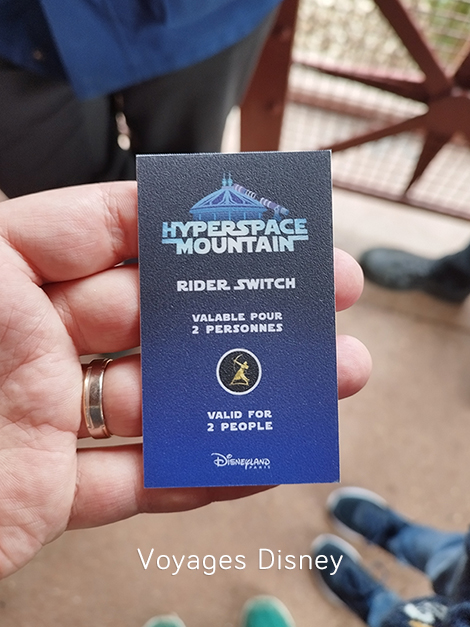 HYPERSPACE
MOUNTAIN
RIDER SWITCH
VALABLE POUR
2 PERSONNES
VALID FOR
2 PEOPLE
Disneyland
PARIS
Voyages Disney